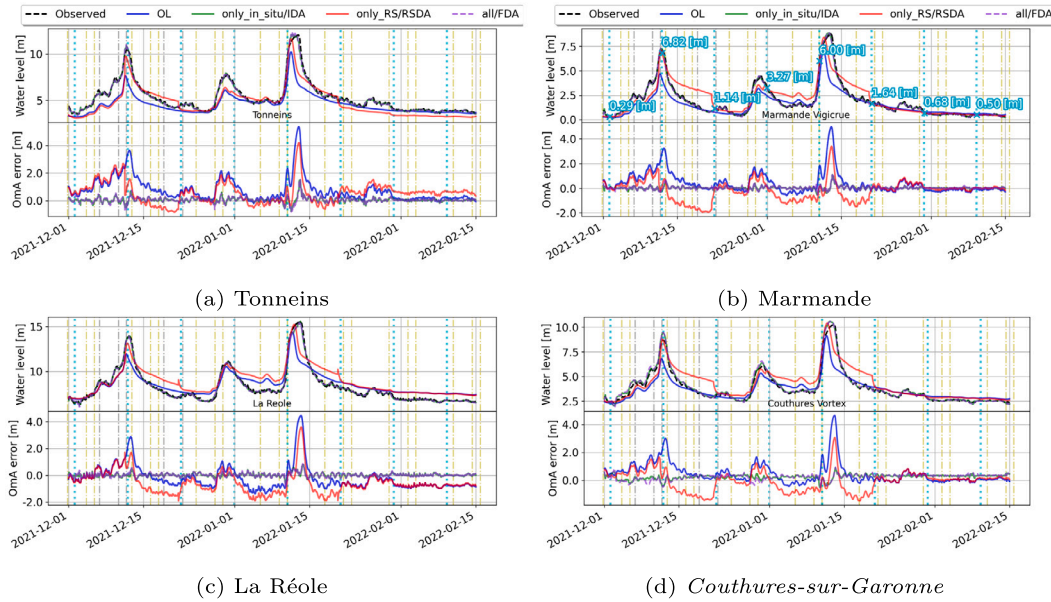 Observed OL only_in_situ/IDA only_RS/RSDA all/FDA
Water level [m]
10
5
Tonneins
OmA error [m]
4.0
2.0
0.0
2021-12-01 2021-12-15 2022-01-01 2022-01-15 2022-02-01 2022-02-15
(a) Tonneins
Observed OL only_in_situ/IDA only_RS/RSDA all/FDA
Water level [m]
7.5
5.0
2.5
0.0
0.29 [m] 6.82 [m] 1.14 [m] 3.27 [m] 6.00 [m] 1.64 [m] 0.68 [m] 0.50 [m]
Marmande Vigicrue
OmA error [m]
4.0
2.0
0.0
-2.0
2021-12-01 2021-12-15 2022-01-01 2022-01-15 2022-02-01 2022-02-15
(b) Marmande
Water level [m]
15
10
La Reole
OmA error [m]
4.0
2.0
0.0
-2.0
2021-12-01 2021-12-15 2022-01-01 2022-01-15 2022-02-01 2022-02-15
(c) La Réole
Water level [m]
10.0
7.5
5.0
2.5
Couthures Vortex
OmA error [m]
4.0
2.0
0.0
2021-12-01 2021-12-15 2022-01-01 2022-01-15 2022-02-01 2022-02-15
(d) Couthures-sur-Garonne